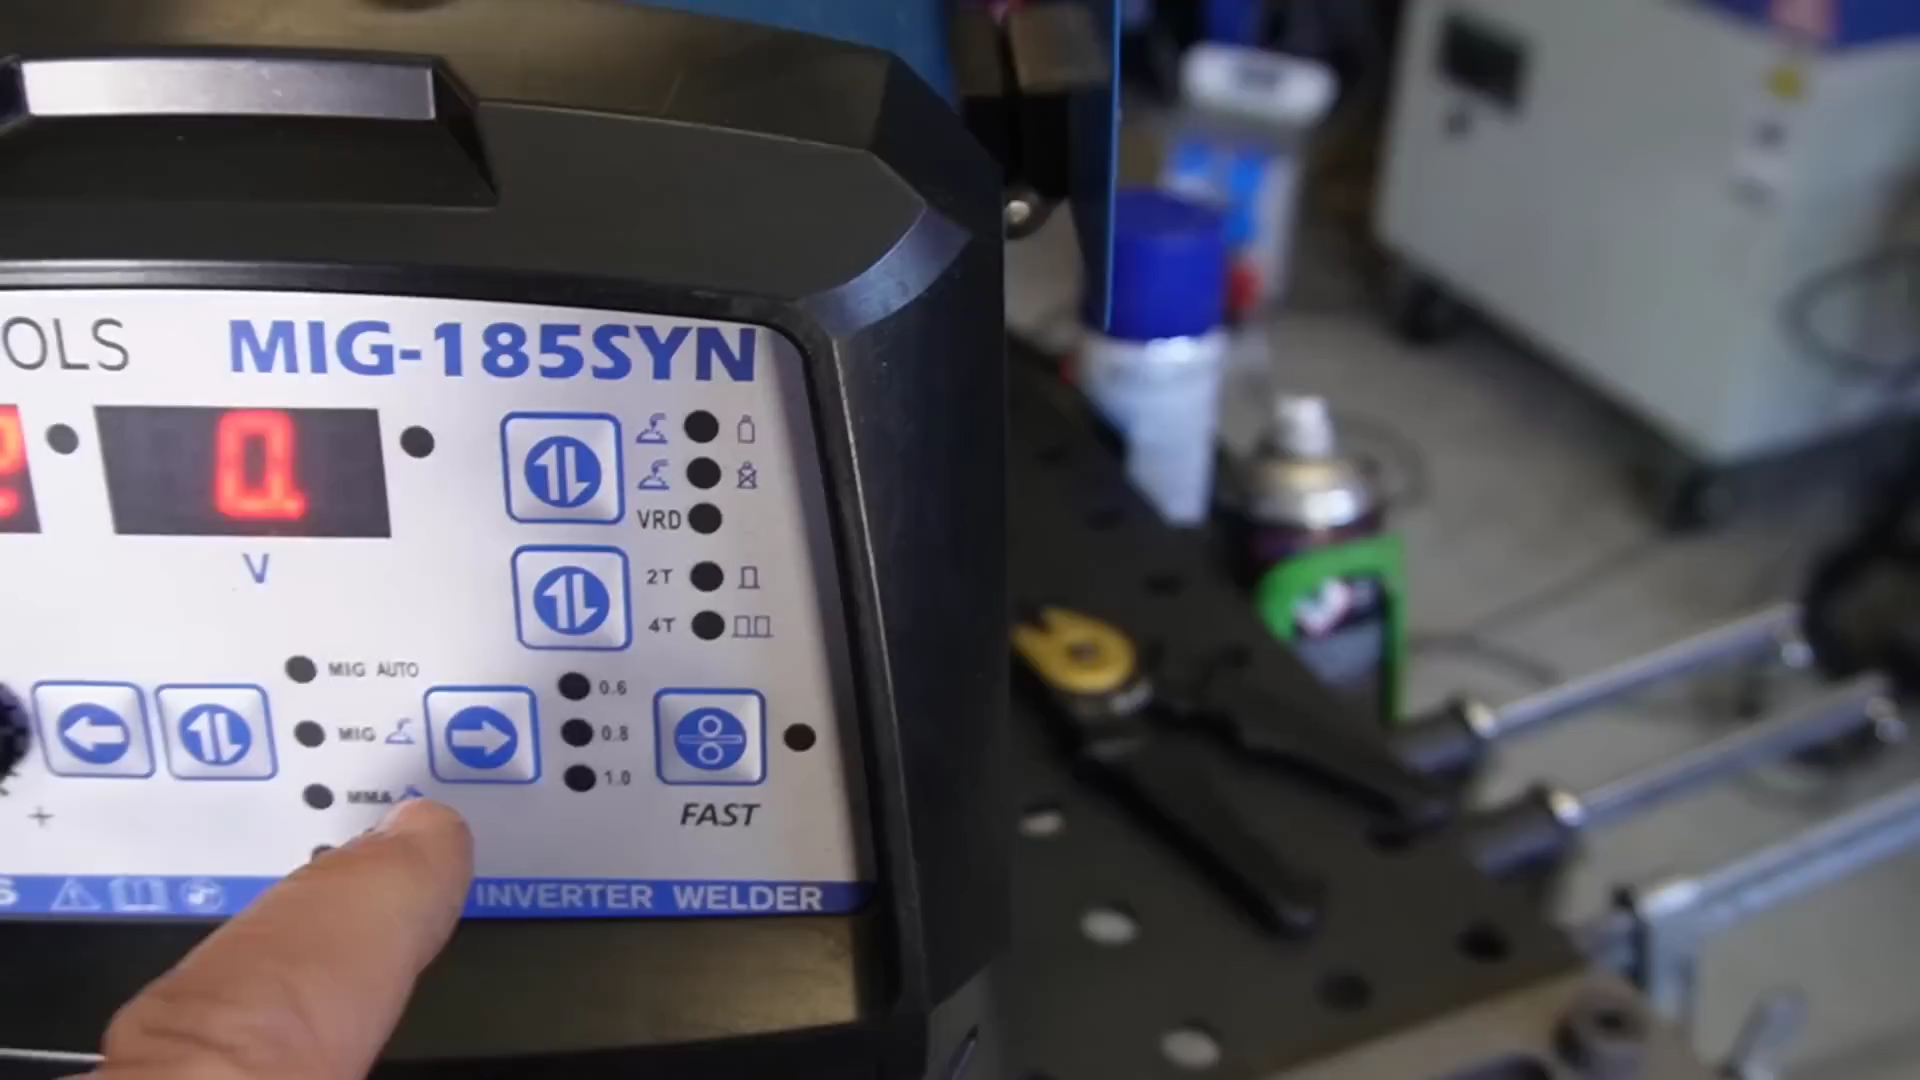 OLS MIG-185SYN
0.
V
VRD
2T
4T
MIG AUTO
MIG
MMA
0.6
0.8
1.0
+
FAST
S
INVERTER WELDER